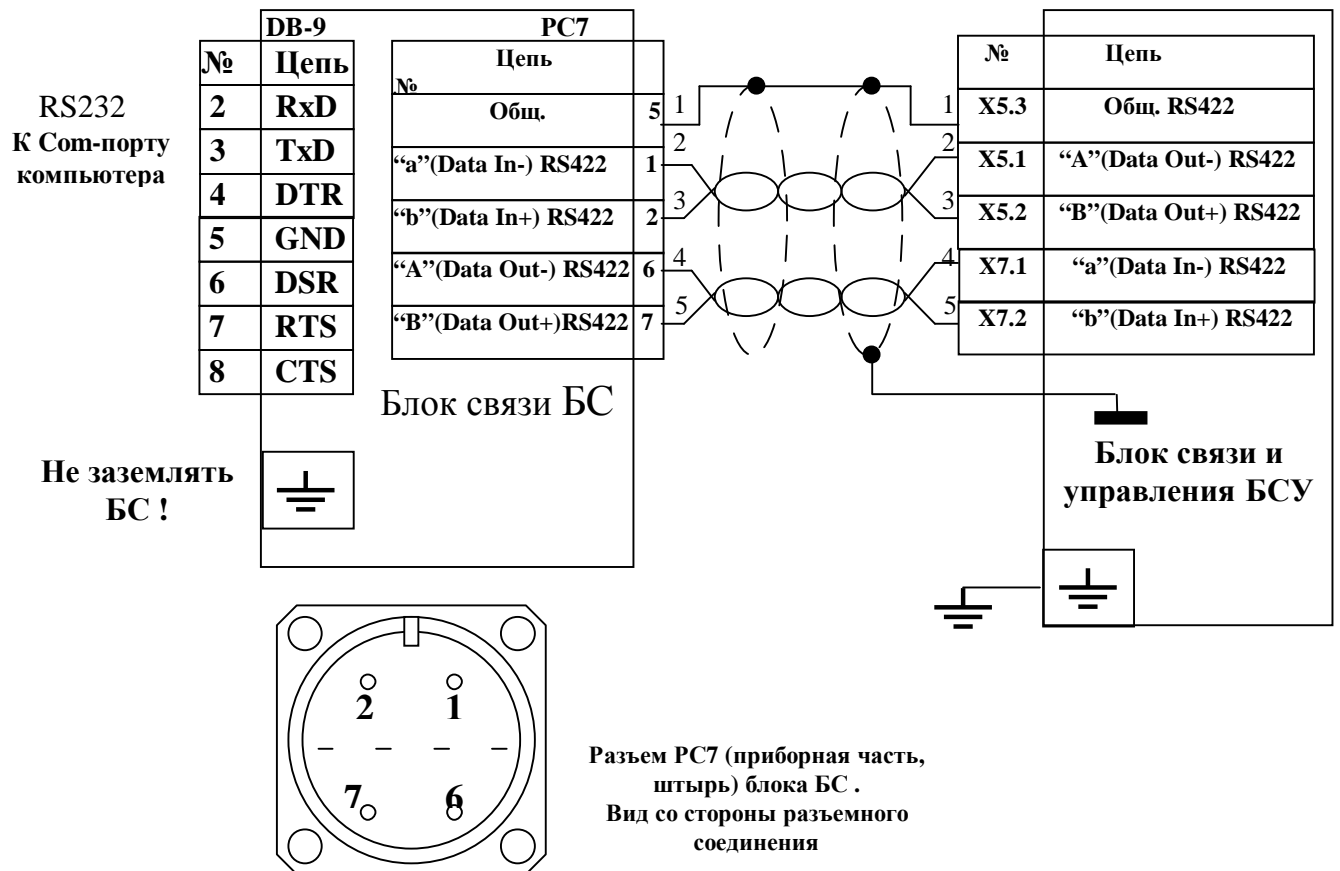 DB-9
PC7
№ Цепь
2 RxD
3 TxD
4 DTR
5 GND
6 DSR
7 RTS
8 CTS
RS232
К Com-порту
компьютера
Цепь
№
Общ. 5
“a”(Data In-) RS422 1
“b”(Data In+) RS422 2
“A”(Data Out-) RS422 6
“B”(Data Out+)RS422 7
1
2
3
4
5
1
2
3
4
5
№ Цепь
X5.3 Общ. RS422
X5.1 “A”(Data Out-) RS422
X5.2 “B”(Data Out+) RS422
X7.1 “a”(Data In-) RS422
X7.2 “b”(Data In+) RS422
Блок связи БС
Не заземлять
БС !
Блок связи и
управления БСУ
2 1
7 6
Разъем РС7 (приборная часть,
штырь) блока БС .
Вид со стороны разъемного
соединения